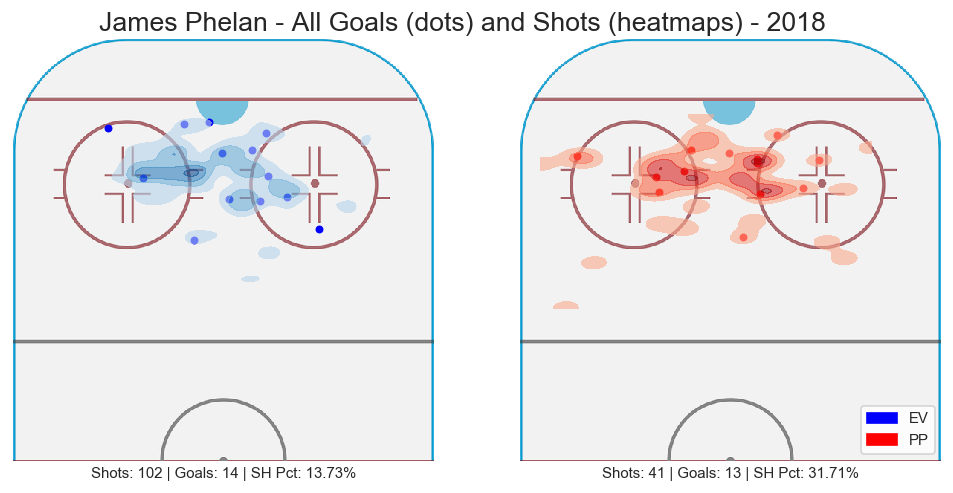 James Phelan - All Goals (dots) and Shots (heatmaps) - 2018
EV
PP
Shots: 102 | Goals: 14 | SH Pct: 13.73%
Shots: 41 | Goals: 13 | SH Pct: 31.71%